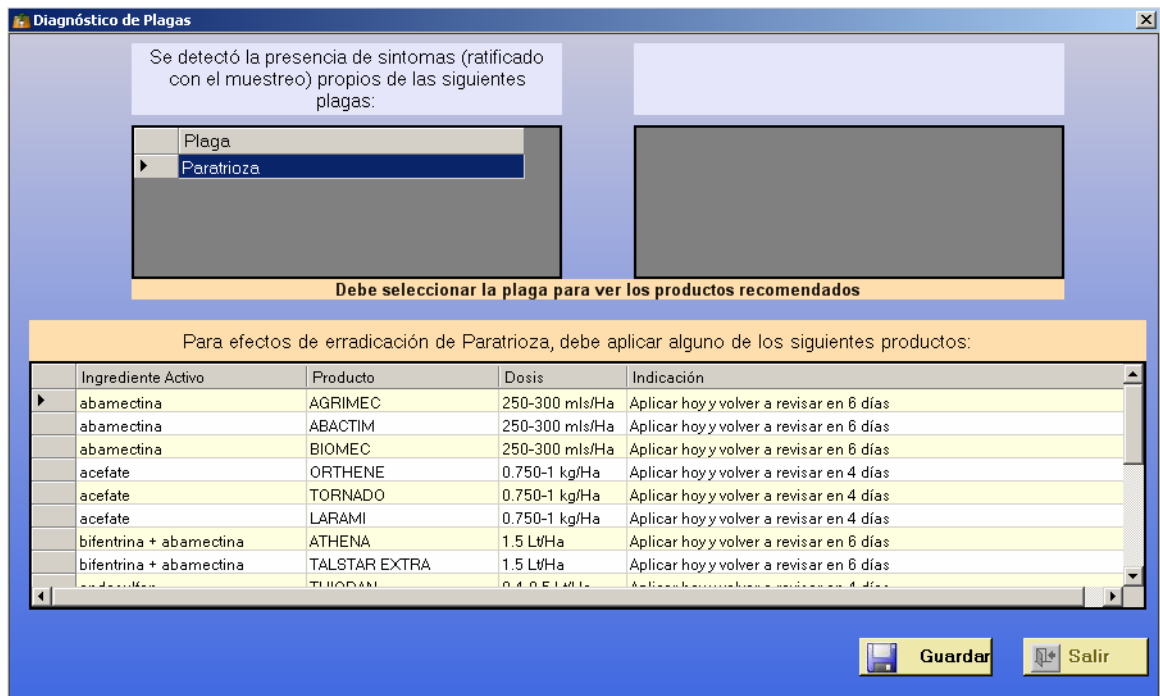 Diagnóstico de Plagas
Se detectó la presencia de sintomas (ratificado
con el muestreo) propios de las siguientes
plagas:
Plaga
Paratrioza
Debe seleccionar la plaga para ver los productos recomendados
Para efectos de erradicación de Paratrioza, debe aplicar alguno de los siguientes productos:
Ingrediente Activo Producto Dosis Indicación
abamectina AGRIMEC 250-300 mls/Ha Aplicar hoy y volver a revisar en 6 días
abamectina ABACTIM 250-300 mls/Ha Aplicar hoy y volver a revisar en 6 días
abamectina BIOMEC 250-300 mls/Ha Aplicar hoy y volver a revisar en 6 días
acefate ORTHENE 0.750-1 kg/Ha Aplicar hoy y volver a revisar en 4 días
acefate TORNADO 0.750-1 kg/Ha Aplicar hoy y volver a revisar en 4 días
acefate LARAMI 0.750-1 kg/Ha Aplicar hoy y volver a revisar en 4 días
bifentrina + abamectina ATHENA 1.5 Lt/Ha Aplicar hoy y volver a revisar en 6 días
bifentrina + abamectina TALSTAR EXTRA 1.5 Lt/Ha Aplicar hoy y volver a revisar en 6 días
Aplicar hoy y volver a revisar en 4 días
Guardar
Salir